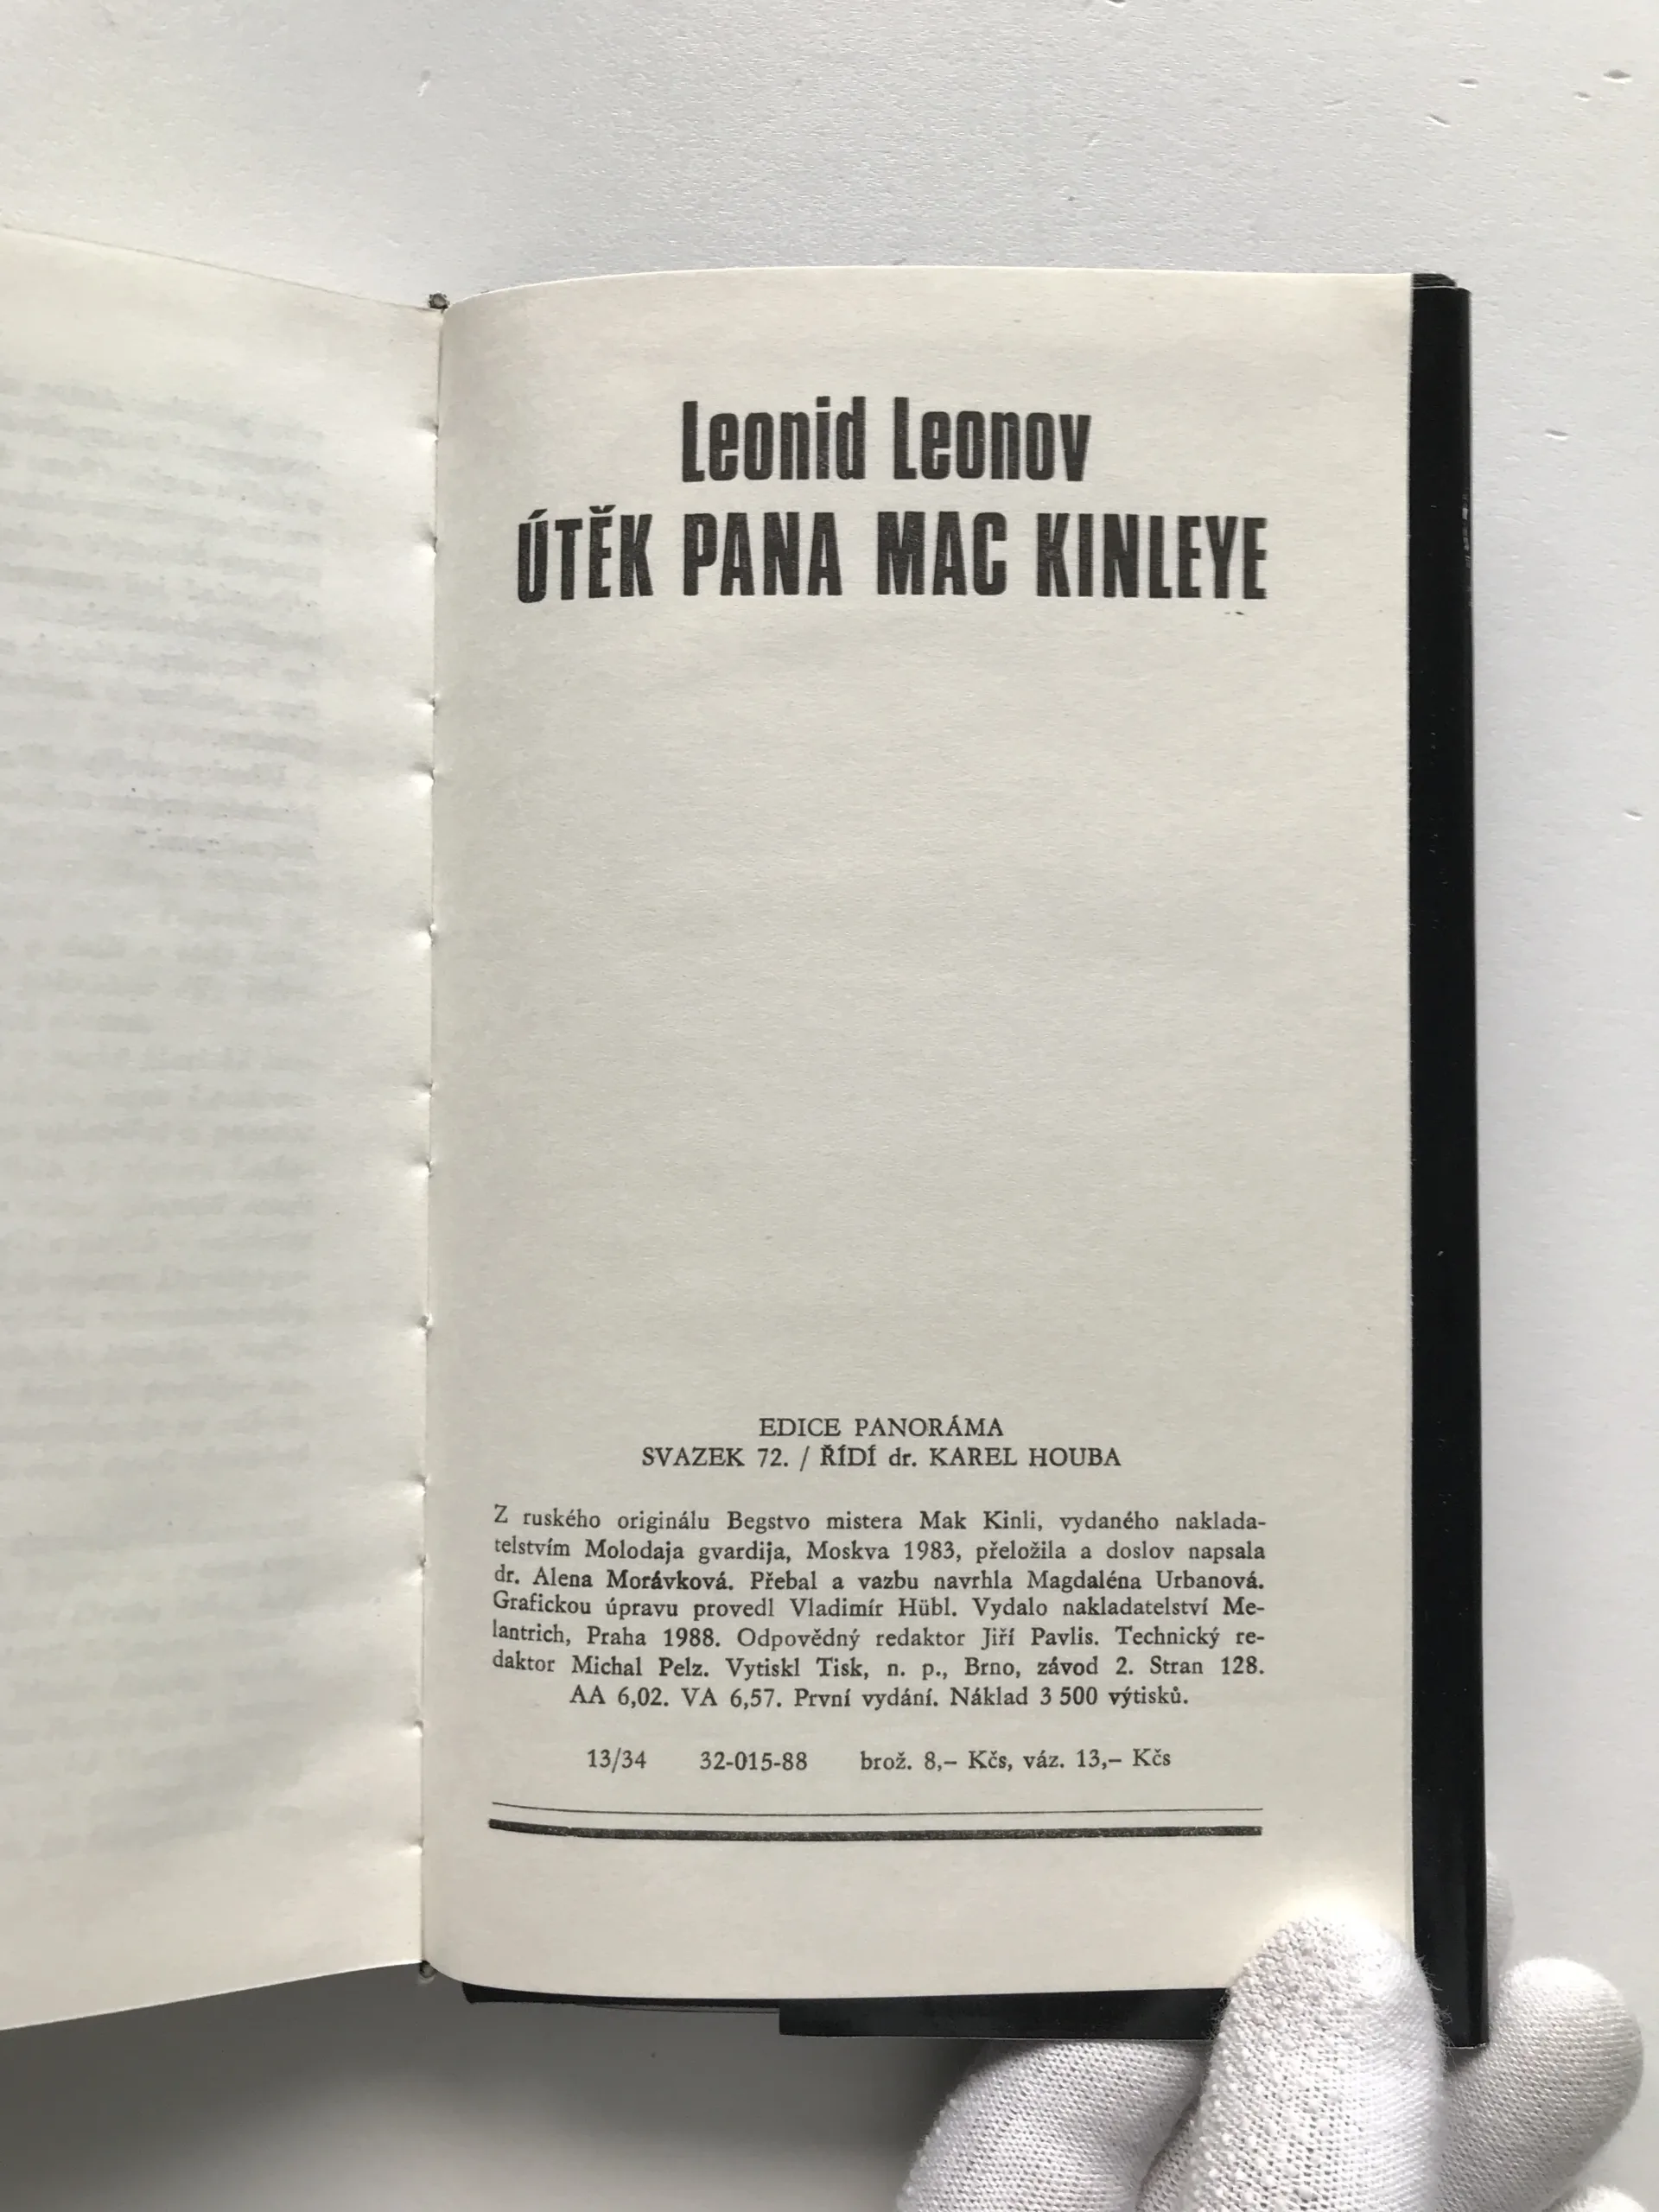 Leonid Leonov
ÚTĚK PANA MAC KINLEYE
EDICE PANORÁMA
SVAZEK 72. / ŘÍDÍ dr. KAREL HOUBA
Z ruského originálu Begstvo mistera Mak Kinli, vydaného naklada-
telstvím Molodaja gvardija, Moskva 1983, přeložila a doslov napsala
dr. Alena Morávková. Přebal a vazbu navrhla Magdaléna Urbanová.
Grafickou úpravu provedl Vladimír Hübl. Vydalo nakladatelství Me-
lantrich, Praha 1988. Odpovědný redaktor Jiří Pavlis. Technický re-
daktor Michal Pelz. Vytiskl Tisk, n. p., Brno, závod 2. Stran 128.
AA 6,02. VA 6,57. První vydání. Náklad 3 500 výtisků.
13/34 32-015-88 brož. 8,– Kčs, váz. 13,– Kčs